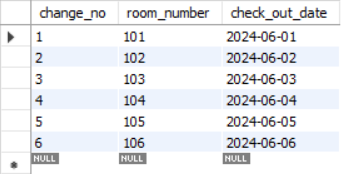 change_no room_number check_out_date
1 101 2024-06-01
2 102 2024-06-02
3 103 2024-06-03
4 104 2024-06-04
5 105 2024-06-05
6 106 2024-06-06
NULL NULL NULL